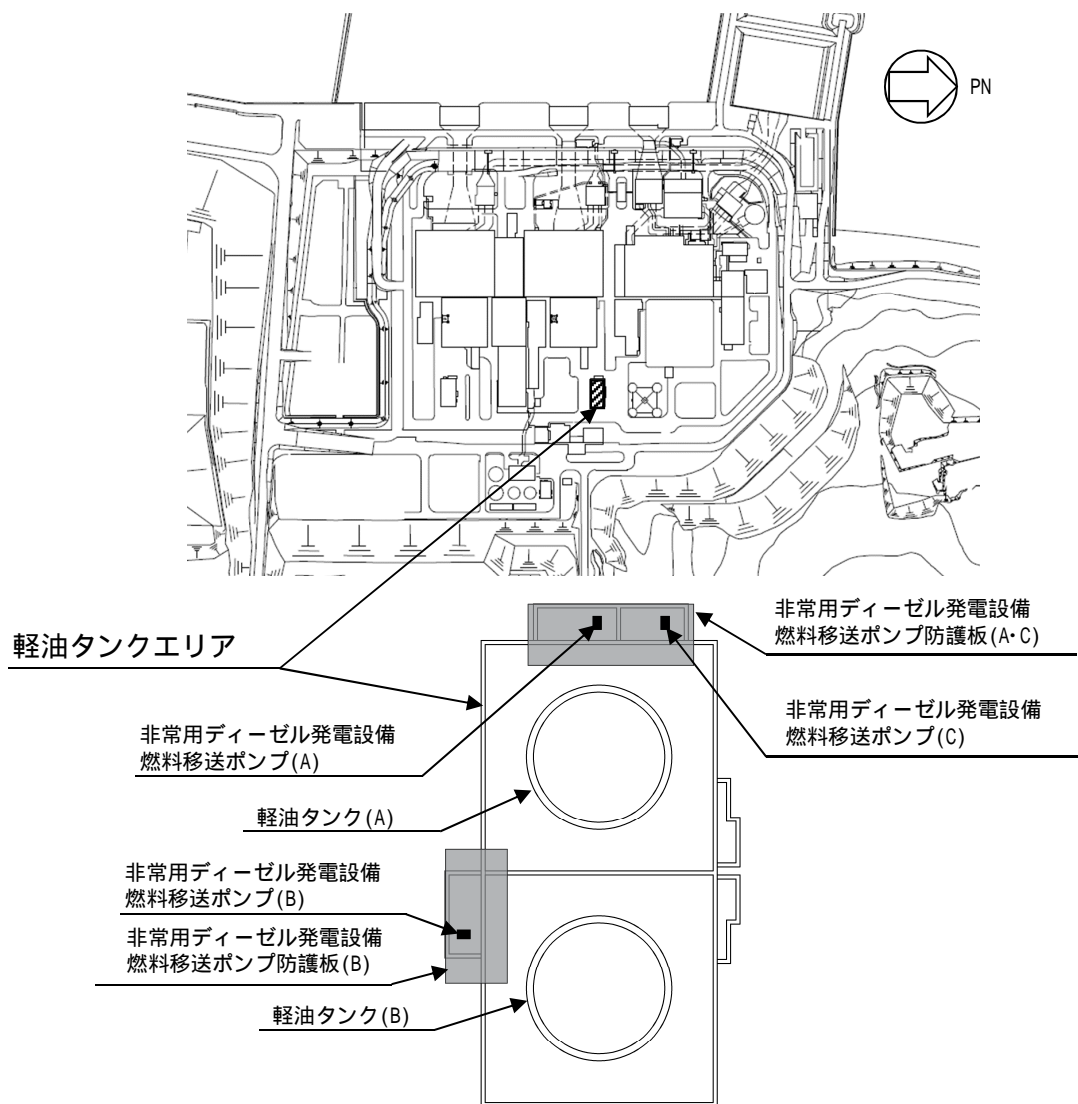 PN
軽油タンクエリア
非常用ディーゼル発電設備
燃料移送ポンプ防護板(A・C)
非常用ディーゼル発電設備
燃料移送ポンプ(C)
非常用ディーゼル発電設備
燃料移送ポンプ(A)
軽油タンク(A)
非常用ディーゼル発電設備
燃料移送ポンプ(B)
非常用ディーゼル発電設備
燃料移送ポンプ防護板(B)
軽油タンク(B)